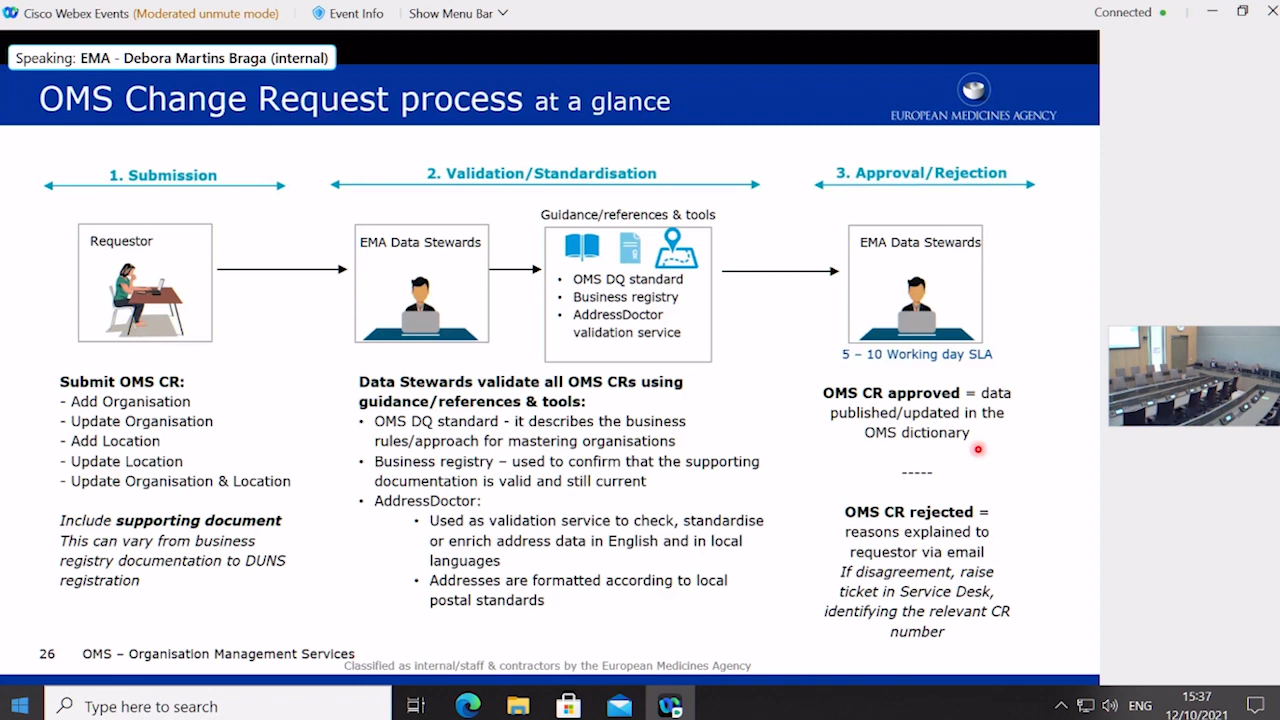 Cisco Webex Events (Moderated unmute mode) Event Info Show Menu Bar Connected
Speaking: EMA - Debora Martins Braga (internal)
OMS Change Request process at a glance
EUROPEAN MEDICINES AGENCY
1. Submission
2. Validation/Standardisation
3. Approval/Rejection
Requestor
EMA Data Stewards
Guidance/references & tools
• OMS DQ standard
• Business registry
• AddressDoctor
validation service
EMA Data Stewards
5 – 10 Working day SLA
Submit OMS CR:
- Add Organisation
- Update Organisation
- Add Location
- Update Location
- Update Organisation & Location
Include supporting document
This can vary from business
registry documentation to DUNS
registration
Data Stewards validate all OMS CRs using
guidance/references & tools:
• OMS DQ standard - it describes the business
rules/approach for mastering organisations
• Business registry – used to confirm that the supporting
documentation is valid and still current
• AddressDoctor:
• Used as validation service to check, standardise
or enrich address data in English and in local
languages
• Addresses are formatted according to local
postal standards
OMS CR approved = data
published/updated in the
OMS dictionary
-----
OMS CR rejected =
reasons explained to
requestor via email
If disagreement, raise
ticket in Service Desk,
identifying the relevant CR
number
26 OMS – Organisation Management Services
Classified as internal/staff & contractors by the European Medicines Agency
Type here to search
ENG
15:37
12/10/2021